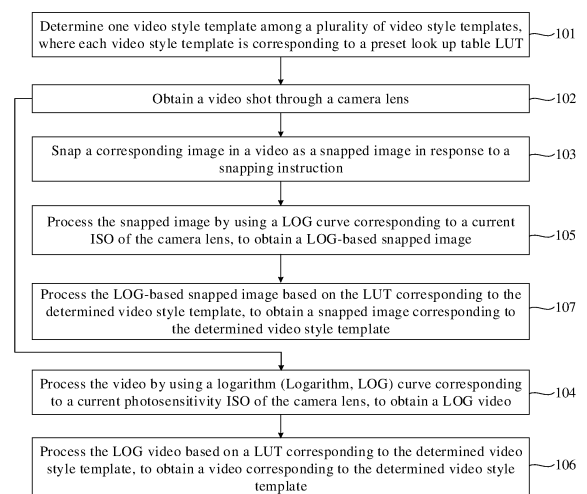 Determine one video style template among a plurality of video style templates,
where each video style template is corresponding to a preset look up table LUT
101
Obtain a video shot through a camera lens
102
Snap a corresponding image in a video as a snapped image in response to a
snapping instruction
103
Process the snapped image by using a LOG curve corresponding to a current
ISO of the camera lens, to obtain a LOG-based snapped image
105
Process the LOG-based snapped image based on the LUT corresponding to the
determined video style template, to obtain a snapped image corresponding to
the determined video style template
107
Process the video by using a logarithm (Logarithm, LOG) curve corresponding
to a current photosensitivity ISO of the camera lens, to obtain a LOG video
104
Process the LOG video based on a LUT corresponding to the determined video
style template, to obtain a video corresponding to the determined video style
template
106